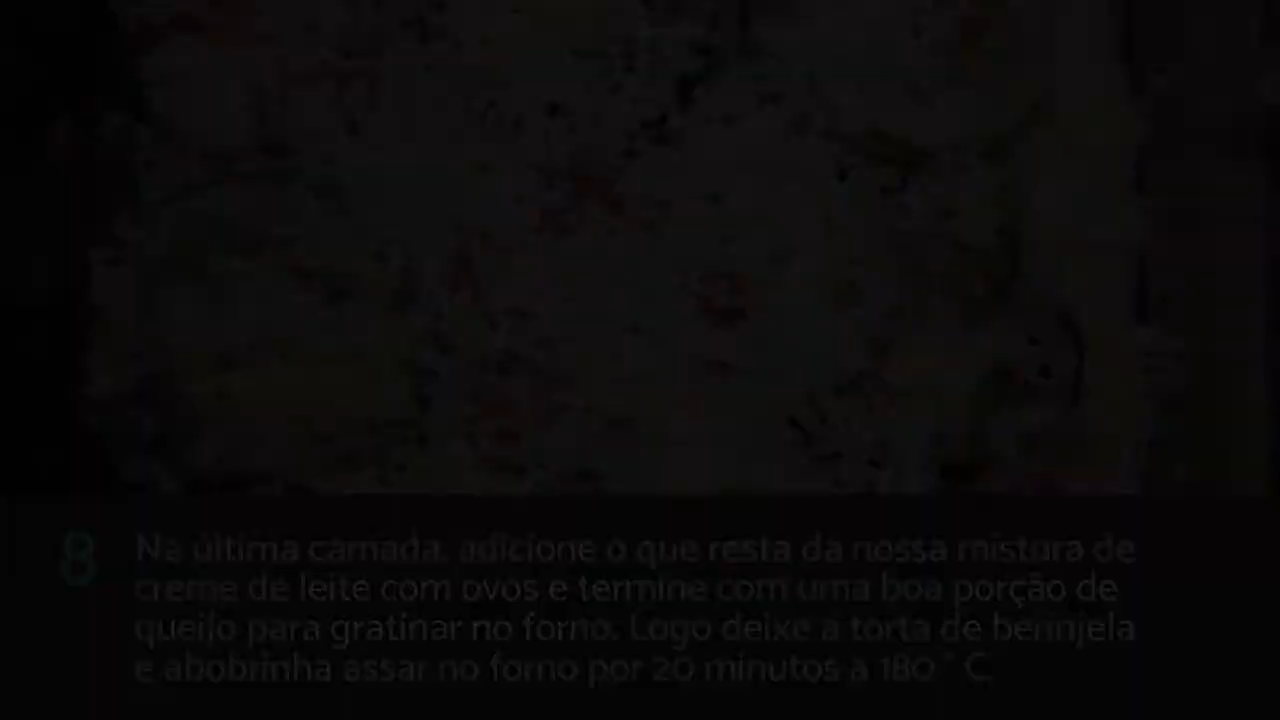 8 Na última camada, adicione o que resta da nossa mistura de
creme de leite com ovos e termine com uma boa porção de
queijo para gratinar no forno. Logo deixe a torta de berinjela
e abobrinha assar no forno por 20 minutos a 180° C